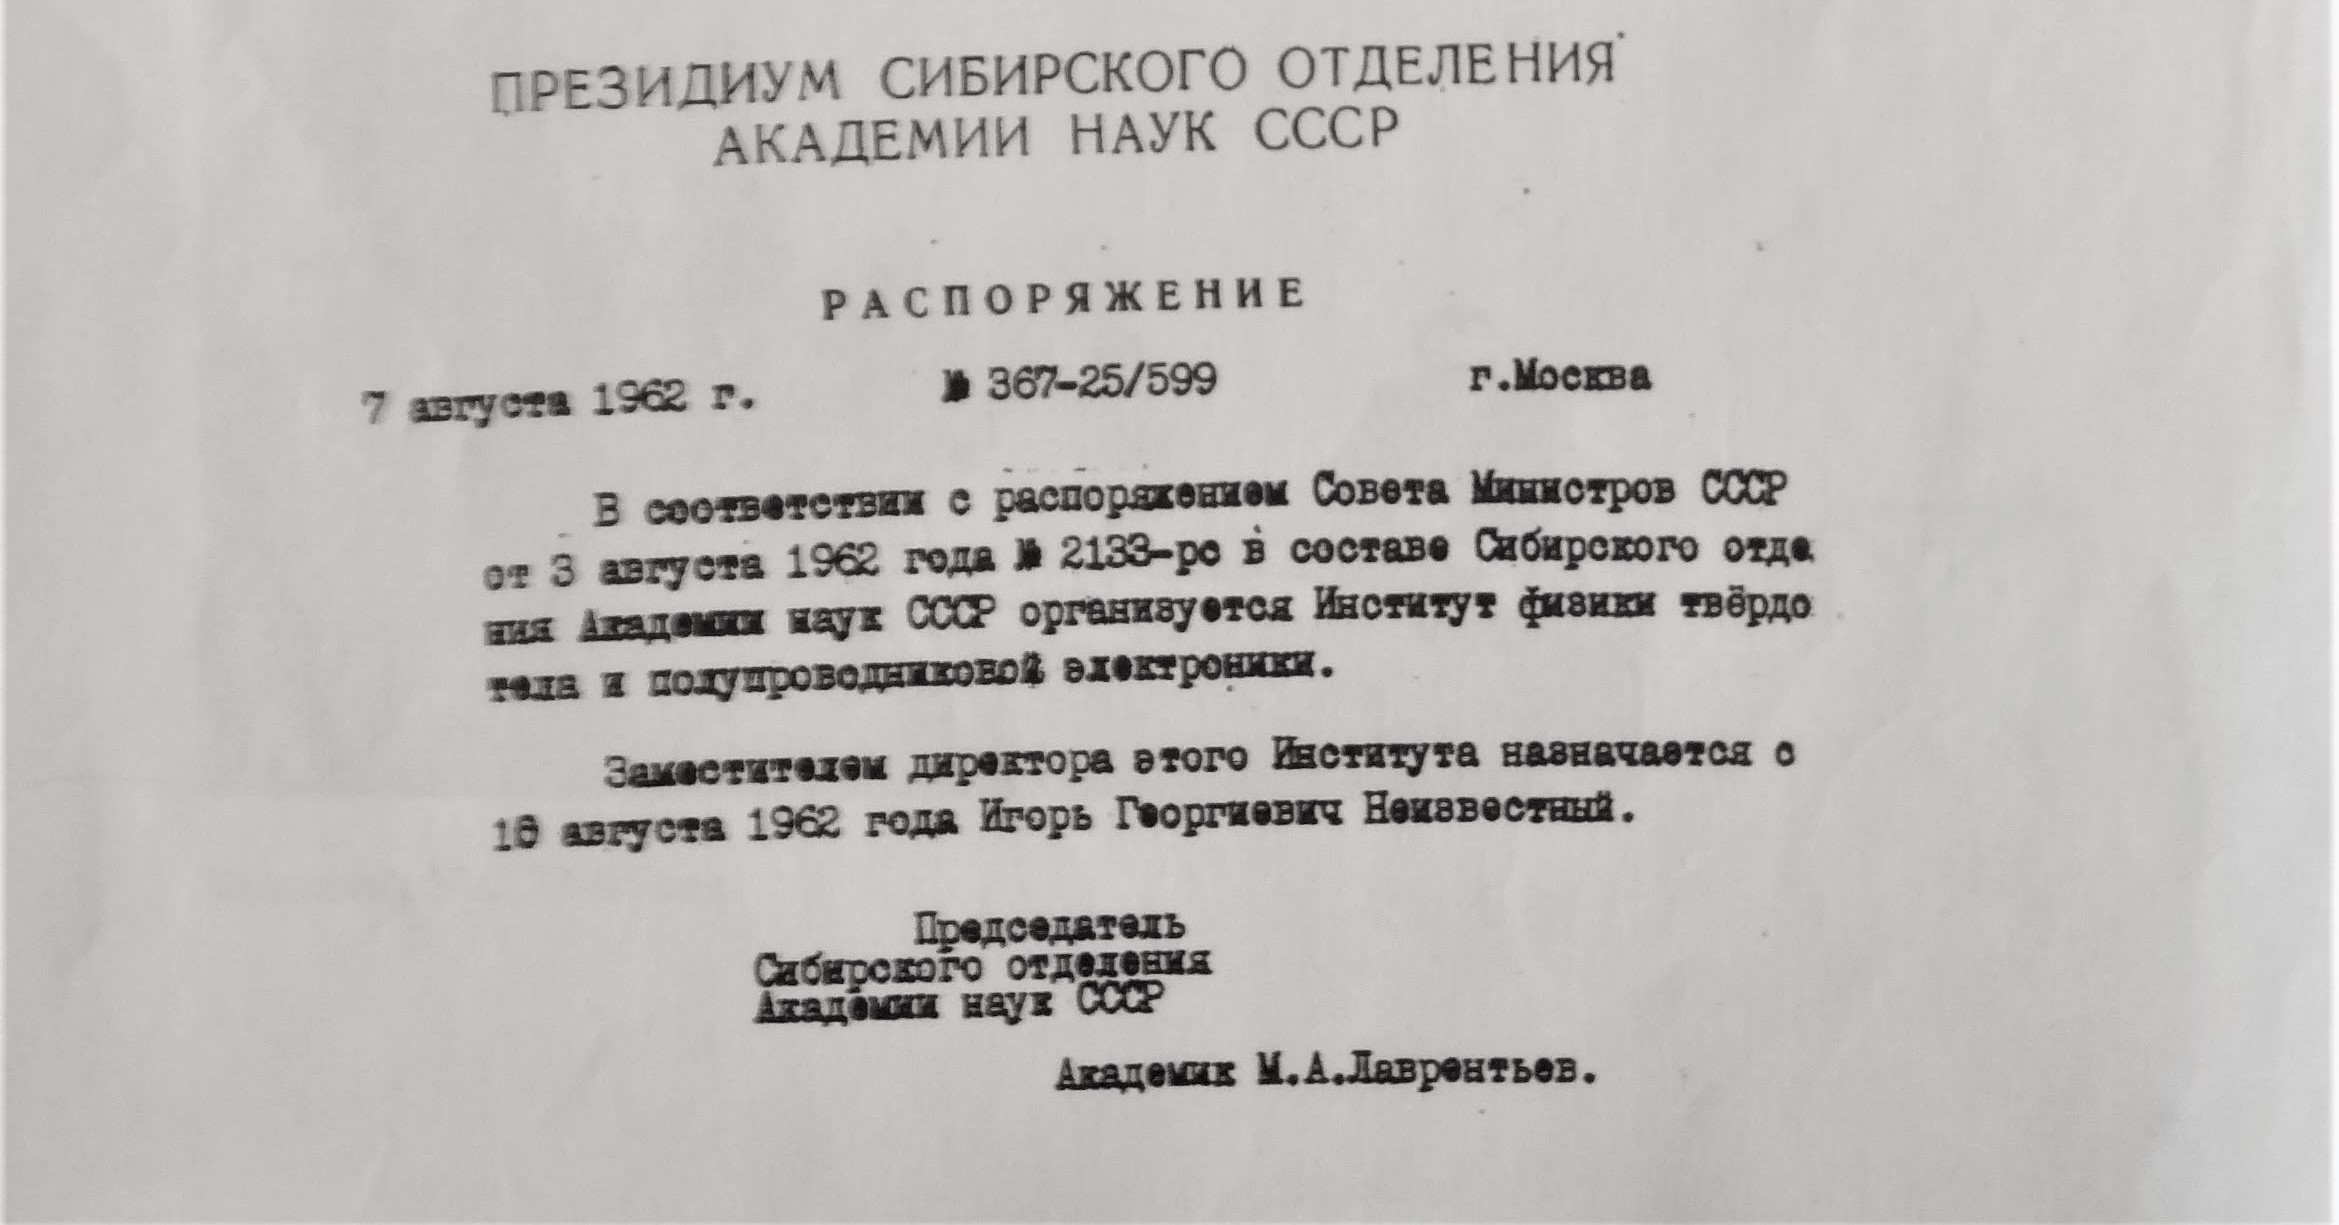 ПРЕЗИДИУМ СИБИРСКОГО ОТДЕЛЕНИЯ
АКАДЕМИИ НАУК СССР
РАСПОРЯЖЕНИЕ
7 августа 1962 г. № 367-25/599 г.Москва
В соответствии с распоряжением Совета Министров СССР
от 3 августа 1962 года № 2133-рс в составе Сибирского отде
ния Академии наук СССР организуется Институт физики твёрдо
тела и полупроводниковой электроники.
Заместителем директора этого Института назначается с
августа 1962 года Игорь Георгиевич Неизвестный.
Председатель
Сибирского отделения
Академии наук СССР
Академик М.А.Лаврентьев.